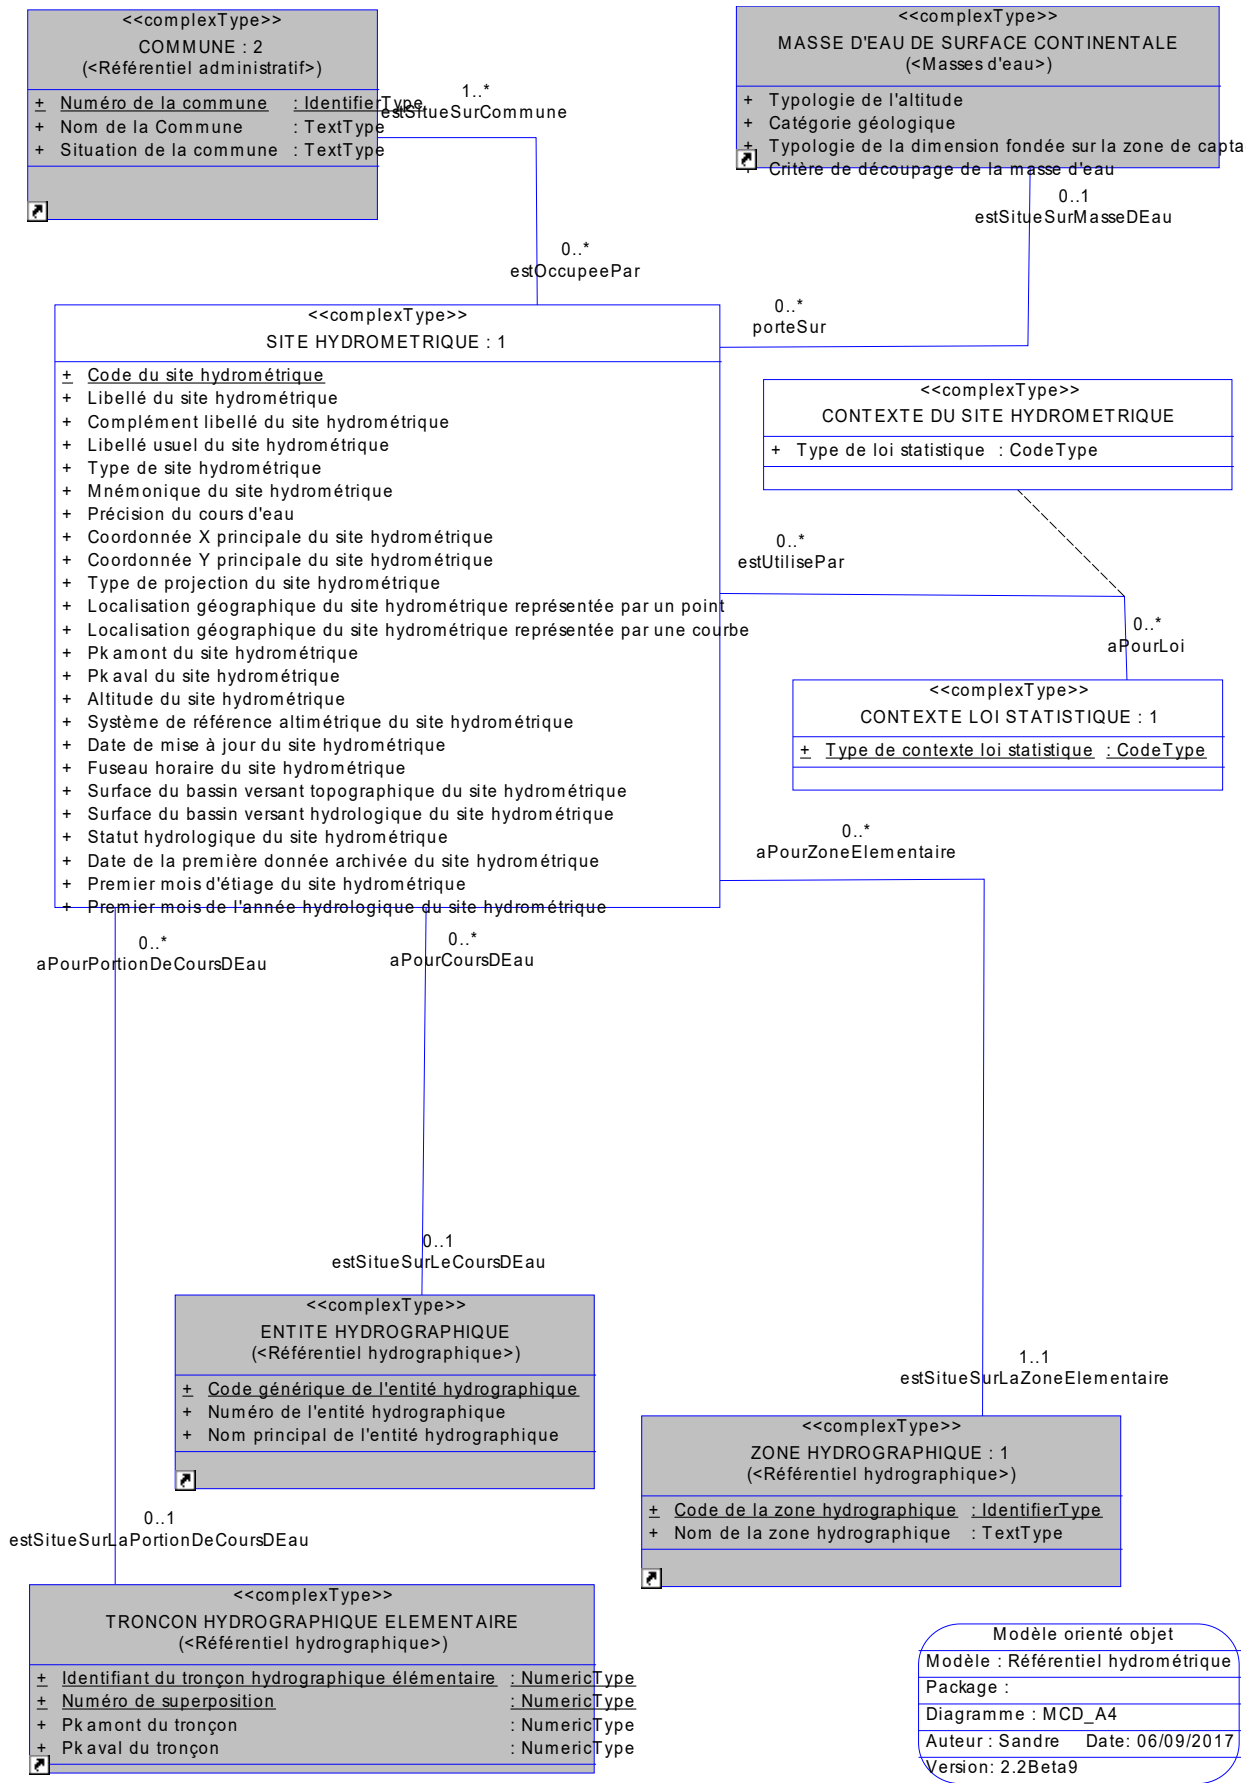 <<complexType>>
COMMUNE : 2
(<Référentiel administratif>)
+ Numéro de la commune : IdentifierType
+ Nom de la Commune : TextType
+ Situation de la commune : TextType
1..*
estSitueSurCommune
<<complexType>>
MASSE D'EAU DE SURFACE CONTINENTALE
(<Masses d'eau>)
+ Typologie de l'altitude
+ Catégorie géologique
+ Typologie de la dimension fondée sur la zone de capta
+ Critère de découpage de la masse d'eau
0..1
estSitueSurMasseDEau
0..*
estOccupeePar
0..*
porteSur
<<complexType>>
SITE HYDROMETRIQUE : 1
+ Code du site hydrométrique
+ Libellé du site hydrométrique
+ Complément libellé du site hydrométrique
+ Libellé usuel du site hydrométrique
+ Type de site hydrométrique
+ Mnémonique du site hydrométrique
+ Précision du cours d'eau
+ Coordonnée X principale du site hydrométrique
+ Coordonnée Y principale du site hydrométrique
+ Type de projection du site hydrométrique
+ Localisation géographique du site hydrométrique représentée par un point
+ Localisation géographique du site hydrométrique représentée par une courbe
+ Pk amont du site hydrométrique
+ Pk aval du site hydrométrique
+ Altitude du site hydrométrique
+ Système de référence altimétrique du site hydrométrique
+ Date de mise à jour du site hydrométrique
+ Fuseau horaire du site hydrométrique
+ Surface du bassin versant topographique du site hydrométrique
+ Surface du bassin versant hydrologique du site hydrométrique
+ Statut hydrologique du site hydrométrique
+ Date de la première donnée archivée du site hydrométrique
+ Premier mois d'étiage du site hydrométrique
+ Premier mois de l'année hydrologique du site hydrométrique
<<complexType>>
CONTEXTE DU SITE HYDROMETRIQUE
+ Type de loi statistique : CodeType
0..*
estUtilisePar
0..*
aPourLoi
<<complexType>>
CONTEXTE LOI STATISTIQUE : 1
+ Type de contexte loi statistique : CodeType
0..*
aPourZoneElementaire
0..*
aPourPortionDeCoursDEau
0..*
aPourCoursDEau
0..1
estSitueSurLeCoursDEau
<<complexType>>
ENTITE HYDROGRAPHIQUE
(<Référentiel hydrographique>)
+ Code générique de l'entité hydrographique
+ Numéro de l'entité hydrographique
+ Nom principal de l'entité hydrographique
1..1
estSitueSurLaZoneElementaire
<<complexType>>
ZONE HYDROGRAPHIQUE : 1
(<Référentiel hydrographique>)
+ Code de la zone hydrographique : IdentifierType
+ Nom de la zone hydrographique : TextType
0..1
estSitueSurLaPortionDeCoursDEau
<<complexType>>
TRONCON HYDROGRAPHIQUE ELEMENTAIRE
(<Référentiel hydrographique>)
+ Identifiant du tronçon hydrographique élémentaire : NumericType
+ Numéro de superposition : NumericType
+ Pk amont du tronçon : NumericType
+ Pk aval du tronçon : NumericType
Modèle orienté objet
Modèle : Référentiel hydrométrique
Package :
Diagramme : MCD_A4
Auteur : Sandre Date: 06/09/2017
Version: 2.2Beta9